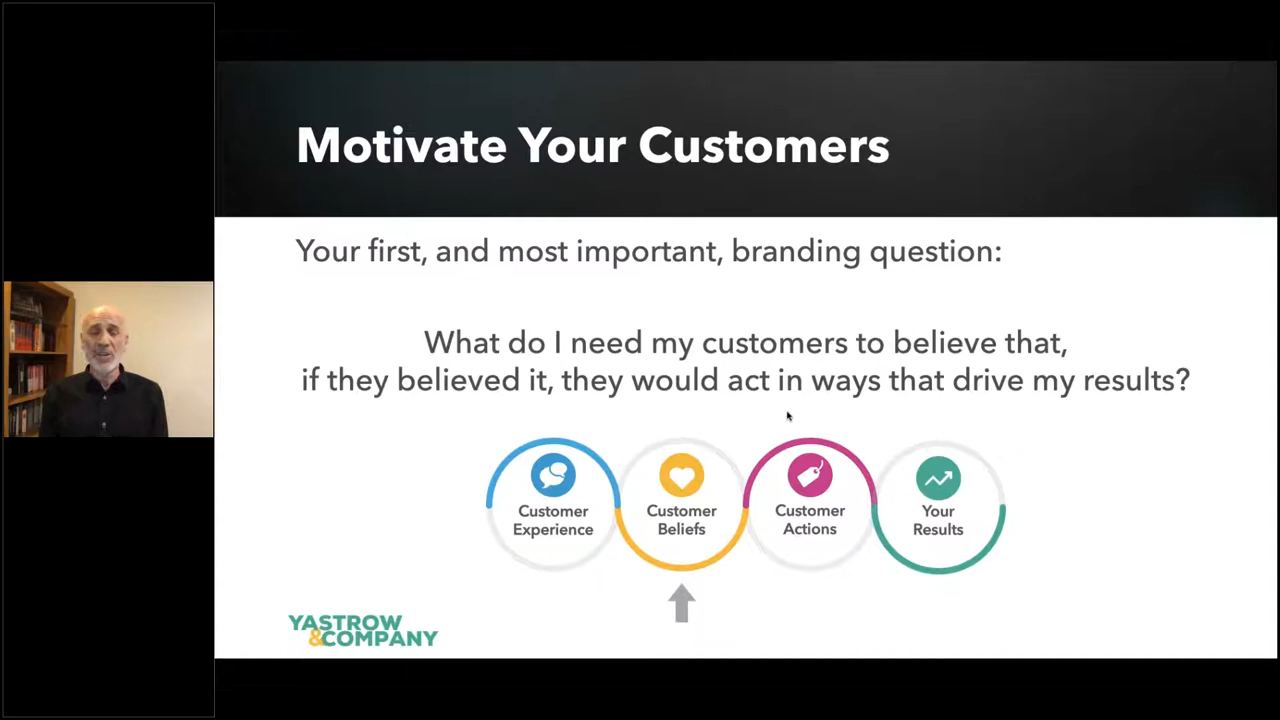 Motivate Your Customers
Your first, and most important, branding question:
What do I need my customers to believe that,
if they believed it, they would act in ways that drive my results?
Customer
Experience
Customer
Beliefs
Customer
Actions
Your
Results
YASTROW
&COMPANY